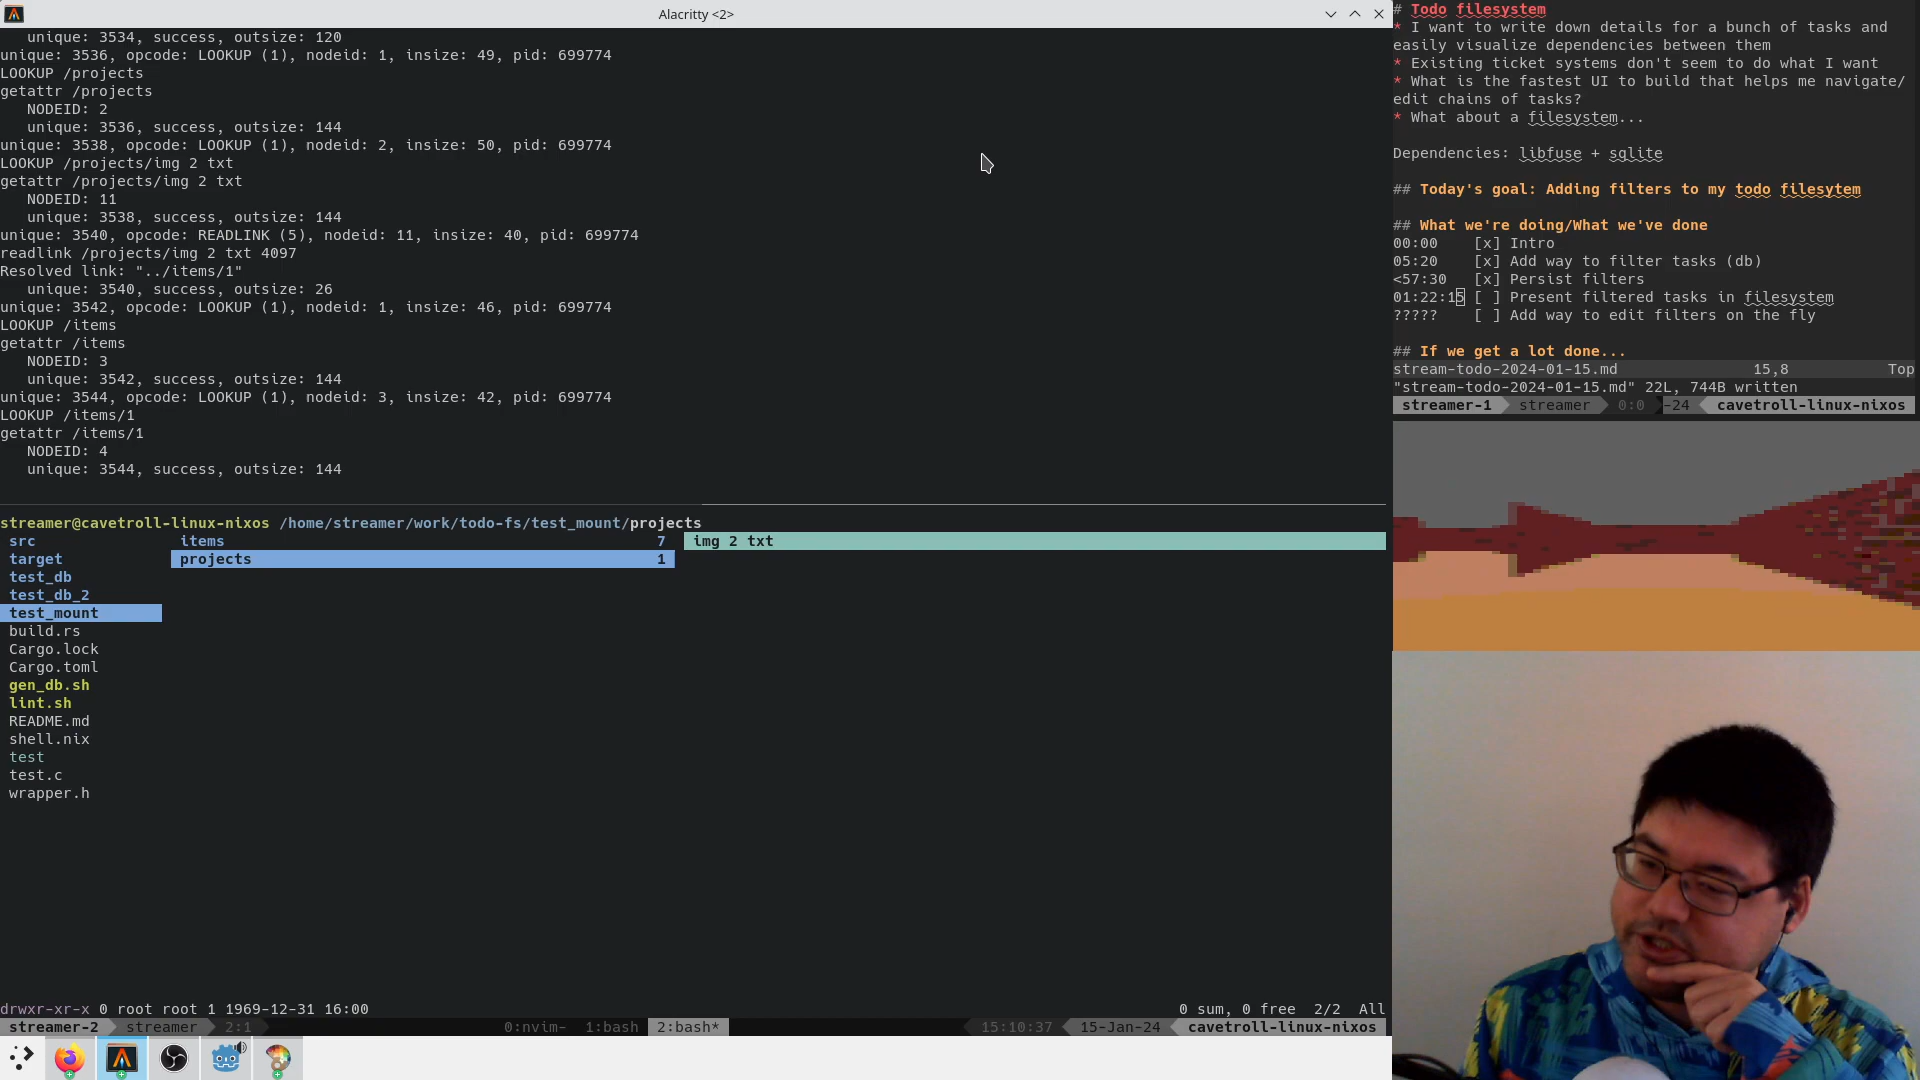 Alacritty <2>
unique: 3534, success, outsize: 120
unique: 3536, opcode: LOOKUP (1), nodeid: 1, insize: 49, pid: 699774
LOOKUP /projects
getattr /projects
NODEID: 2
unique: 3536, success, outsize: 144
unique: 3538, opcode: LOOKUP (1), nodeid: 2, insize: 50, pid: 699774
LOOKUP /projects/img 2 txt
getattr /projects/img 2 txt
NODEID: 11
unique: 3538, success, outsize: 144
unique: 3540, opcode: READLINK (5), nodeid: 11, insize: 40, pid: 699774
readlink /projects/img 2 txt 4097
Resolved link: "../items/1"
unique: 3540, success, outsize: 26
unique: 3542, opcode: LOOKUP (1), nodeid: 1, insize: 46, pid: 699774
LOOKUP /items
getattr /items
NODEID: 3
unique: 3542, success, outsize: 144
unique: 3544, opcode: LOOKUP (1), nodeid: 3, insize: 42, pid: 699774
LOOKUP /items/1
getattr /items/1
NODEID: 4
unique: 3544, success, outsize: 144
streamer@cavetroll-linux-nixos /home/streamer/work/todo-fs/test_mount/projects
src items 7 img 2 txt
target projects 1
test_db
test_db_2
test_mount
build.rs
Cargo.lock
Cargo.toml
gen_db.sh
lint.sh
README.md
shell.nix
test
test.c
wrapper.h
drwxr-xr-x 0 root root 1 1969-12-31 16:00 0 sum, 0 free 2/2 All
streamer-2 streamer 2:1 0:nvim- 1:bash 2:bash* 15:10:37 15-Jan-24 cavetroll-linux-nixos
# Todo filesystem
* I want to write down details for a bunch of tasks and
easily visualize dependencies between them
* Existing ticket systems don't seem to do what I want
* What is the fastest UI to build that helps me navigate/
edit chains of tasks?
* What about a filesystem...
Dependencies: libfuse + sqlite
## Today's goal: Adding filters to my todo filesytem
## What we're doing/What we've done
00:00 [x] Intro
05:20 [x] Add way to filter tasks (db)
<57:30 [x] Persist filters
01:22:15 [ ] Present filtered tasks in filesystem
????? [ ] Add way to edit filters on the fly
## If we get a lot done...
stream-todo-2024-01-15.md 15,8 Top
"stream-todo-2024-01-15.md" 22L, 744B written
streamer-1 streamer 0:0 -24 cavetroll-linux-nixos